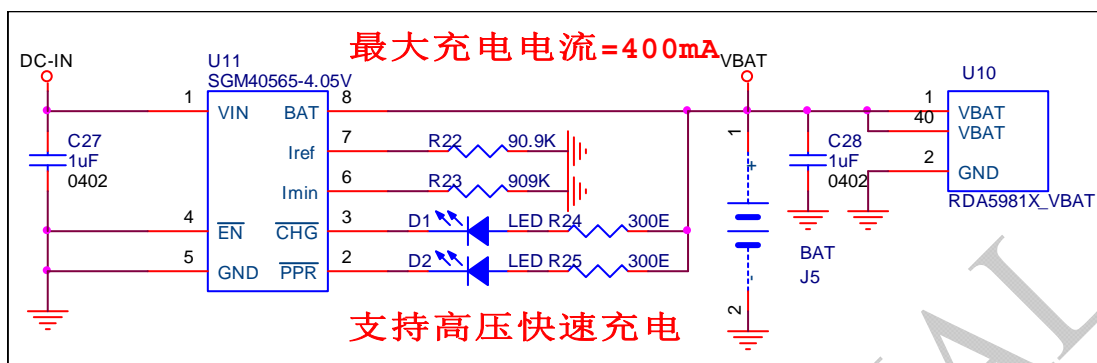 最大充电电流=400mA
DC-IN
U11
SGM40565-4.05V
VBAT
U10
1
VIN
BAT
8
1
VBAT
40
VBAT
C27
1uF
0402
7
Iref
R22
90.9K
1
C28
1uF
0402
2
GND
6
Imin
R23
909K
+
RDA5981X_VBAT
4
EN
CHG
3
D1
LED
R24
300E
5
GND
PPR
2
D2
LED
R25
300E
BAT
J5
-
2
支持高压快速充电